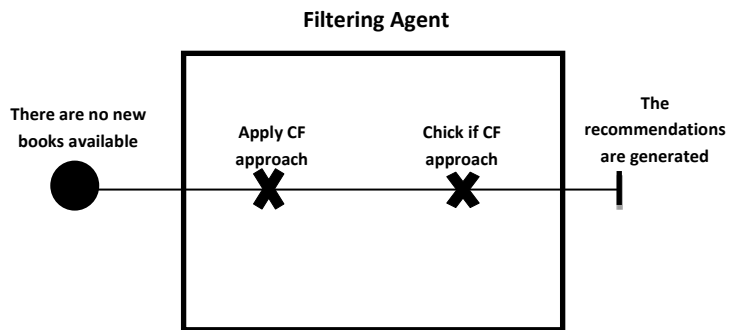 Filtering Agent
There are no new
books available
Apply CF
approach
Chick if CF
approach
The
recommendations
are generated